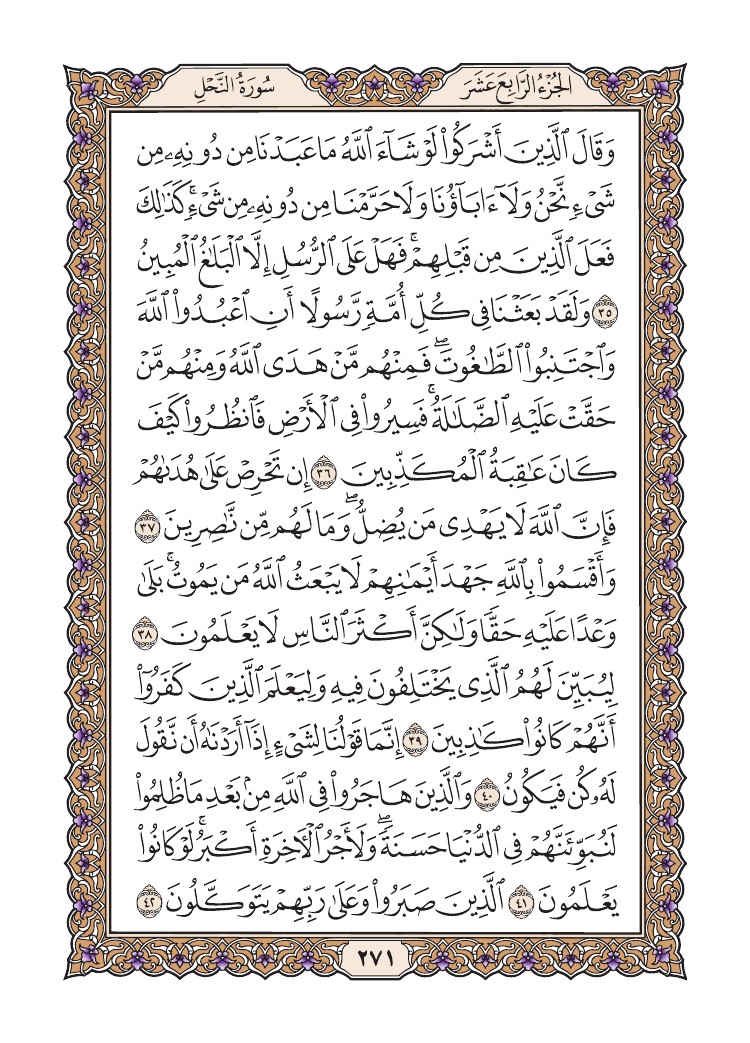 الجُزْءُ الرَّابِعَ عَشَرَ
سُورَةُ النَّحْلِ
وَقَالَ ٱلَّذِينَ أَشْرَكُوا۟ لَوْ شَآءَ ٱللَّهُ مَا عَبَدْنَا مِن دُونِهِۦ مِن
شَىْءٍ نَّحْنُ وَلَآ ءَابَآؤُنَا وَلَا حَرَّمْنَا مِن دُونِهِۦ مِن شَىْءٍ ۚ كَذَٰلِكَ
فَعَلَ ٱلَّذِينَ مِن قَبْلِهِمْ ۚ فَهَلْ عَلَى ٱلرُّسُلِ إِلَّا ٱلْبَلَٰغُ ٱلْمُبِينُ
٣٥ وَلَقَدْ بَعَثْنَا فِى كُلِّ أُمَّةٍ رَّسُولًا أَنِ ٱعْبُدُوا۟ ٱللَّهَ
وَٱجْتَنِبُوا۟ ٱلطَّٰغُوتَ ۖ فَمِنْهُم مَّنْ هَدَى ٱللَّهُ وَمِنْهُم مَّنْ
حَقَّتْ عَلَيْهِ ٱلضَّلَٰلَةُ ۚ فَسِيرُوا۟ فِى ٱلْأَرْضِ فَٱنظُرُوا۟ كَيْفَ
كَانَ عَٰقِبَةُ ٱلْمُكَذِّبِينَ ٣٦ إِن تَحْرِصْ عَلَىٰ هُدَىٰهُمْ
فَإِنَّ ٱللَّهَ لَا يَهْدِى مَن يُضِلُّ ۖ وَمَا لَهُم مِّن نَّٰصِرِينَ ٣٧
وَأَقْسَمُوا۟ بِٱللَّهِ جَهْدَ أَيْمَٰنِهِمْ لَا يَبْعَثُ ٱللَّهُ مَن يَمُوتُ ۚ بَلَىٰ
وَعْدًا عَلَيْهِ حَقًّا وَلَٰكِنَّ أَكْثَرَ ٱلنَّاسِ لَا يَعْلَمُونَ ٣٨
لِيُبَيِّنَ لَهُمُ ٱلَّذِى يَخْتَلِفُونَ فِيهِ وَلِيَعْلَمَ ٱلَّذِينَ كَفَرُوٓا۟
أَنَّهُمْ كَانُوا۟ كَٰذِبِينَ ٣٩ إِنَّمَا قَوْلُنَا لِشَىْءٍ إِذَآ أَرَدْنَٰهُ أَن نَّقُولَ
لَهُۥ كُن فَيَكُونُ ٤٠ وَٱلَّذِينَ هَاجَرُوا۟ فِى ٱللَّهِ مِنۢ بَعْدِ مَا ظُلِمُوا۟
لَنُبَوِّئَنَّهُمْ فِى ٱلدُّنْيَا حَسَنَةً ۖ وَلَأَجْرُ ٱلْءَاخِرَةِ أَكْبَرُ ۚ لَوْ كَانُوا۟
يَعْلَمُونَ ٤١ ٱلَّذِينَ صَبَرُوا۟ وَعَلَىٰ رَبِّهِمْ يَتَوَكَّلُونَ ٤٢
٢٧١